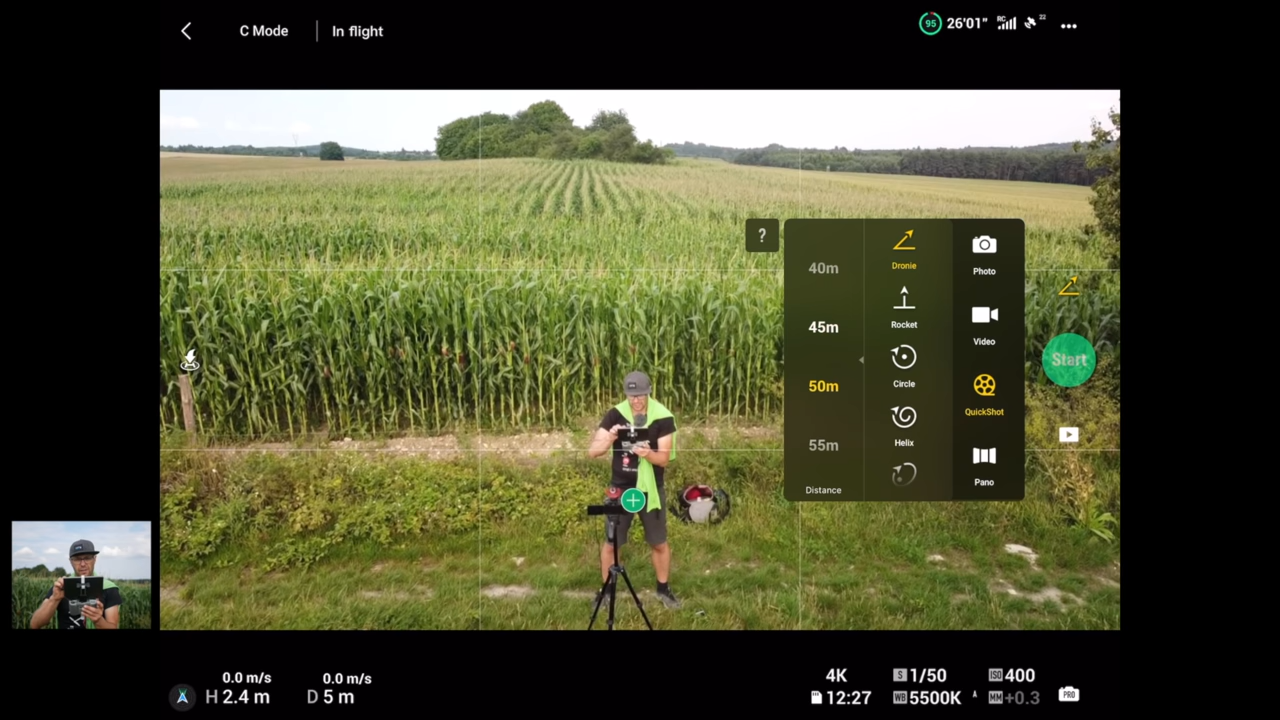 C Mode
In flight
95
26'01"
RC
22
?
40m
45m
50m
55m
Distance
Dronie
Rocket
Circle
Helix
Photo
Video
QuickShot
Pano
Start
0.0 m/s
0.0 m/s
H 2.4 m
D 5 m
4K
S 1/50
ISO 400
12:27
WB 5500K
A
MM +0.3
PRO